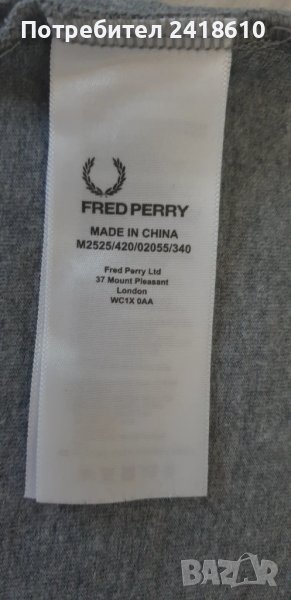 Потребител 2418610
FRED PERRY
MADE IN CHINA
M2525/420/02055/340
Fred Perry Ltd
37 Mount Pleasant
London
WC1X 0AA
BAZAR